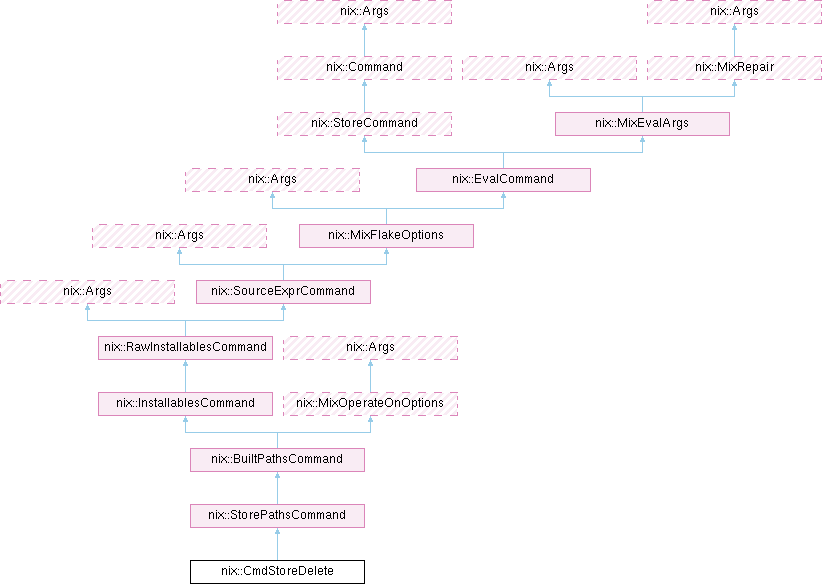 nix::Args
nix::Args
nix::Command
nix::Args
nix::MixRepair
nix::StoreCommand
nix::MixEvalArgs
nix::Args
nix::EvalCommand
nix::Args
nix::MixFlakeOptions
nix::Args
nix::SourceExprCommand
nix::RawInstallablesCommand
nix::Args
nix::InstallablesCommand
nix::MixOperateOnOptions
nix::BuiltPathsCommand
nix::StorePathsCommand
nix::CmdStoreDelete